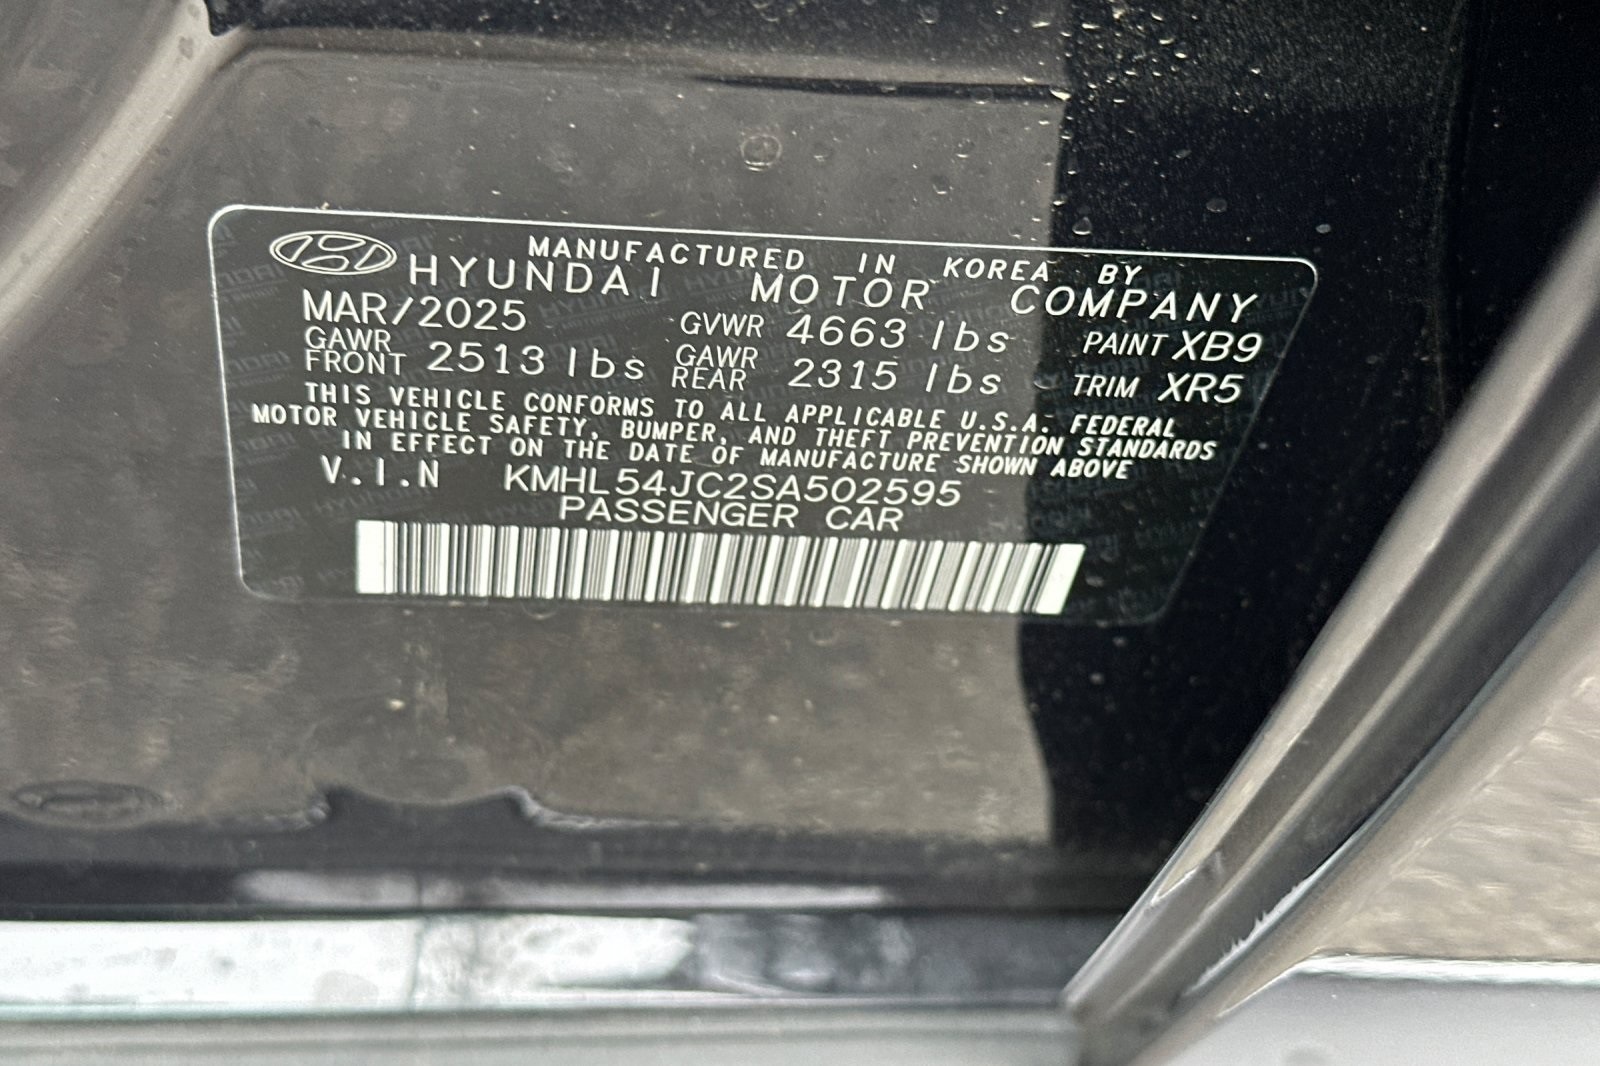 MANUFACTURED IN KOREA BY
HYUNDAI MOTOR COMPANY
MAR/2025 GVWR 4663 lbs PAINT XB9
GAWR FRONT 2513 lbs GAWR REAR 2315 lbs TRIM XR5
THIS VEHICLE CONFORMS TO ALL APPLICABLE U.S.A. FEDERAL
MOTOR VEHICLE SAFETY, BUMPER, AND THEFT PREVENTION STANDARDS
IN EFFECT ON THE DATE OF MANUFACTURE SHOWN ABOVE
V.I.N KMHL54JC2SA502595
PASSENGER CAR